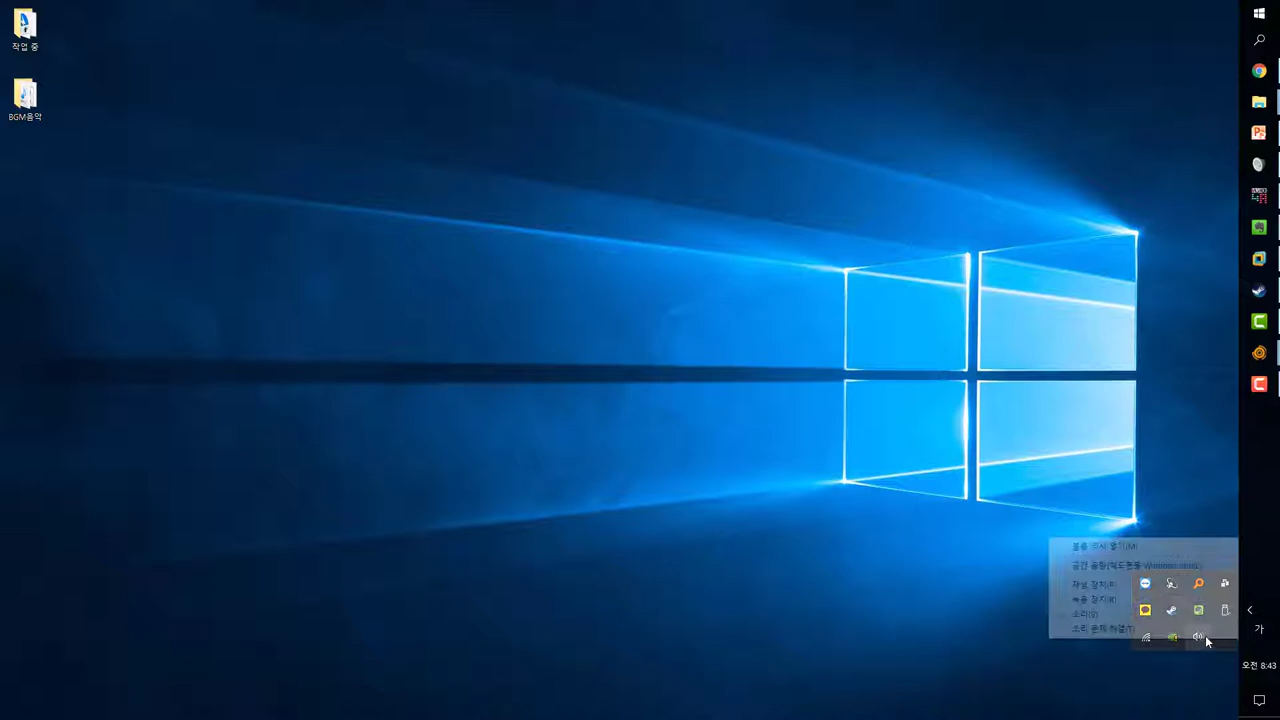 작업 중
BGM음악
볼륨 믹서 열기(M)
재생 장치(P)
녹음 장치(R)
소리(S)
소리 문제 해결(T)
가
오전 8:43